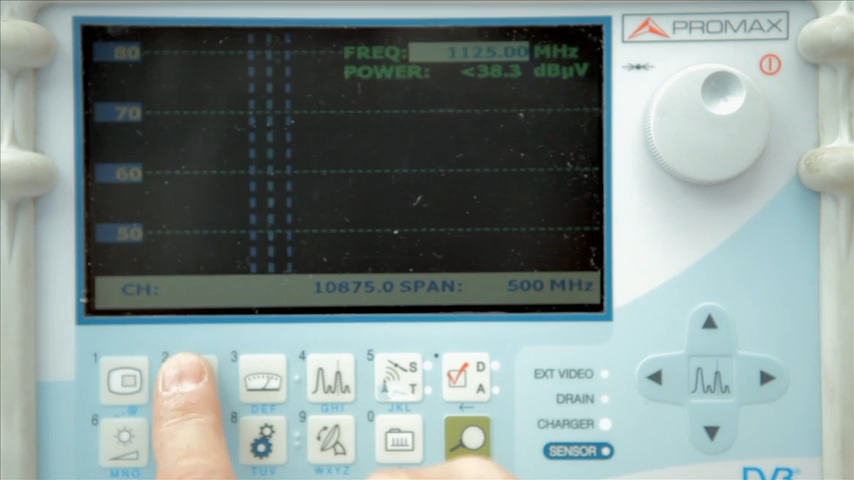 PROMAX
80
FREQ: 1125.00 MHz
POWER: <38.3 dBµV
70
60
50
CH: 10875.0 SPAN: 500 MHz
1
2
3
4
5
S
T
D
A
DEF
GHI
JKL
←
6
8
9
0
MNO
TUV
WXYZ
EXT VIDEO
DRAIN
CHARGER
SENSOR
DVB